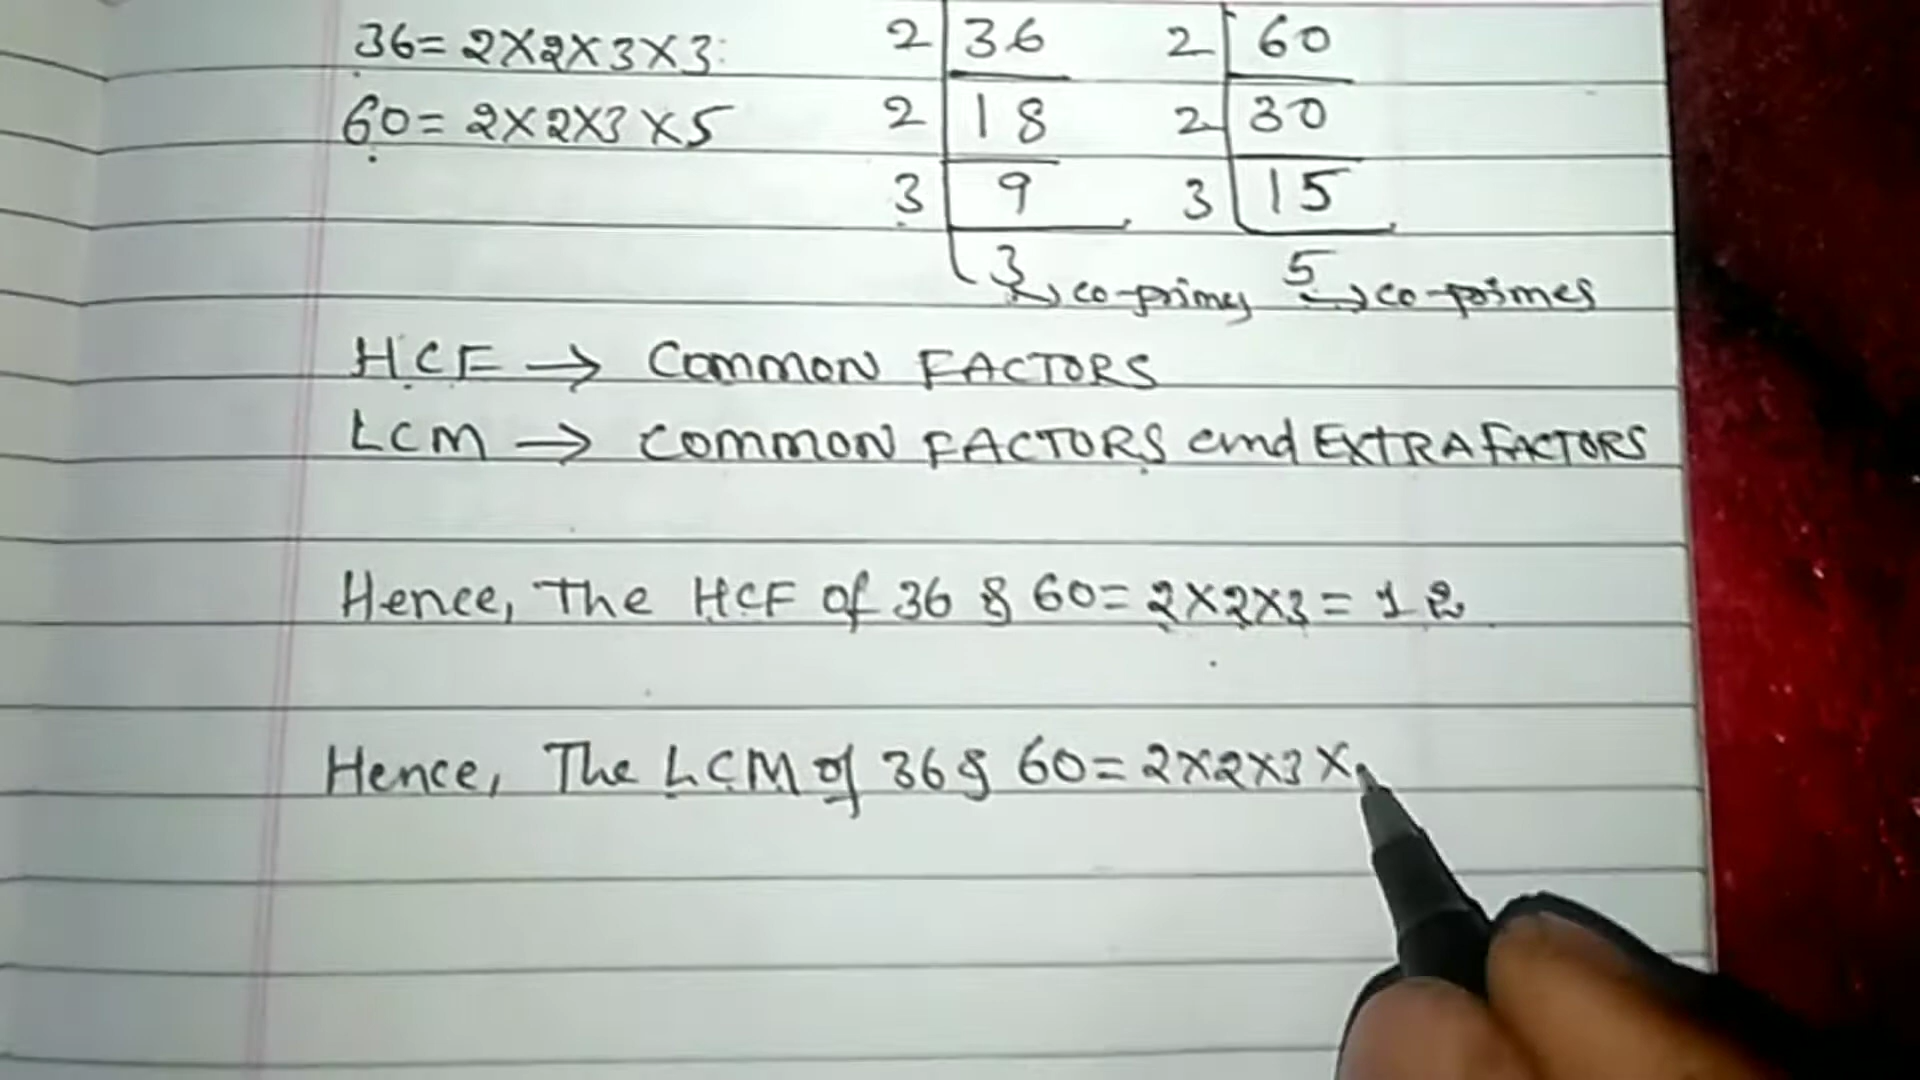 36= 2X2X3X3
60= 2X2X3X5
2 36
2 18
3 9
3 co-primes
2 60
2 30
3 15
5 co-primes
HCF → COMMON FACTORS
LCM → COMMON FACTORS and EXTRA FACTORS
Hence, The HCF of 36 & 60= 2X2X3 = 12
Hence, The LCM of 36 & 60= 2X2X3X